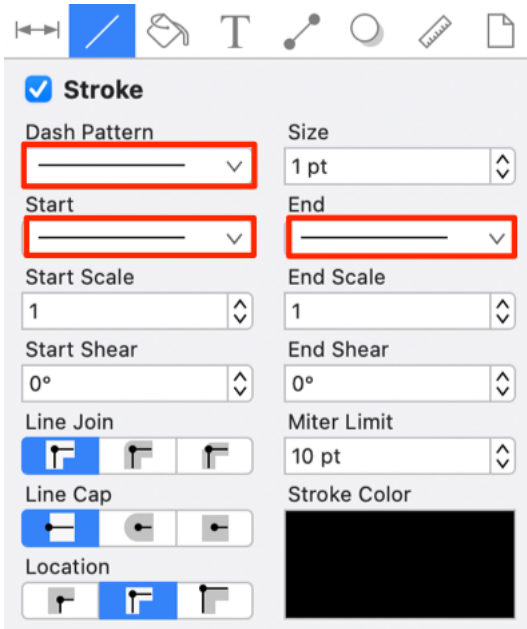 T
Stroke
Dash Pattern Size
1 pt
Start End
Start Scale End Scale
1 1
Start Shear End Shear
0° 0°
Line Join Miter Limit
10 pt
Line Cap Stroke Color
Location